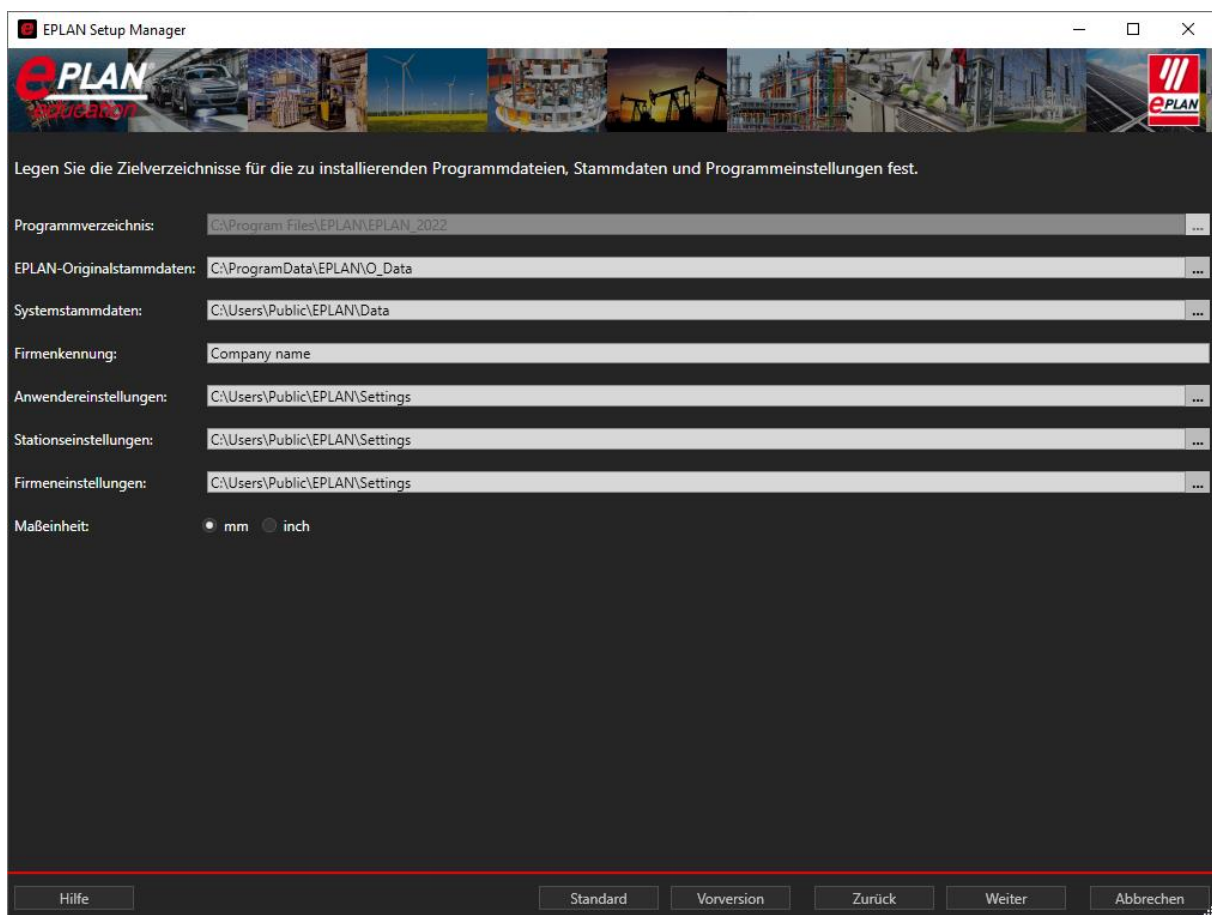 EPLAN Setup Manager
ePLAN
education
ePLAN
Legen Sie die Zielverzeichnisse für die zu installierenden Programmdateien, Stammdaten und Programmeinstellungen fest.
Programmverzeichnis: C:\Program Files\EPLAN\EPLAN_2022 ...
EPLAN-Originalstammdaten: C:\ProgramData\EPLAN\O_Data ...
Systemstammdaten: C:\Users\Public\EPLAN\Data ...
Firmenkennung: Company name
Anwendereinstellungen: C:\Users\Public\EPLAN\Settings ...
Stationseinstellungen: C:\Users\Public\EPLAN\Settings ...
Firmeneinstellungen: C:\Users\Public\EPLAN\Settings ...
Maßeinheit: mm inch
Hilfe Standard Vorversion Zurück Weiter Abbrechen